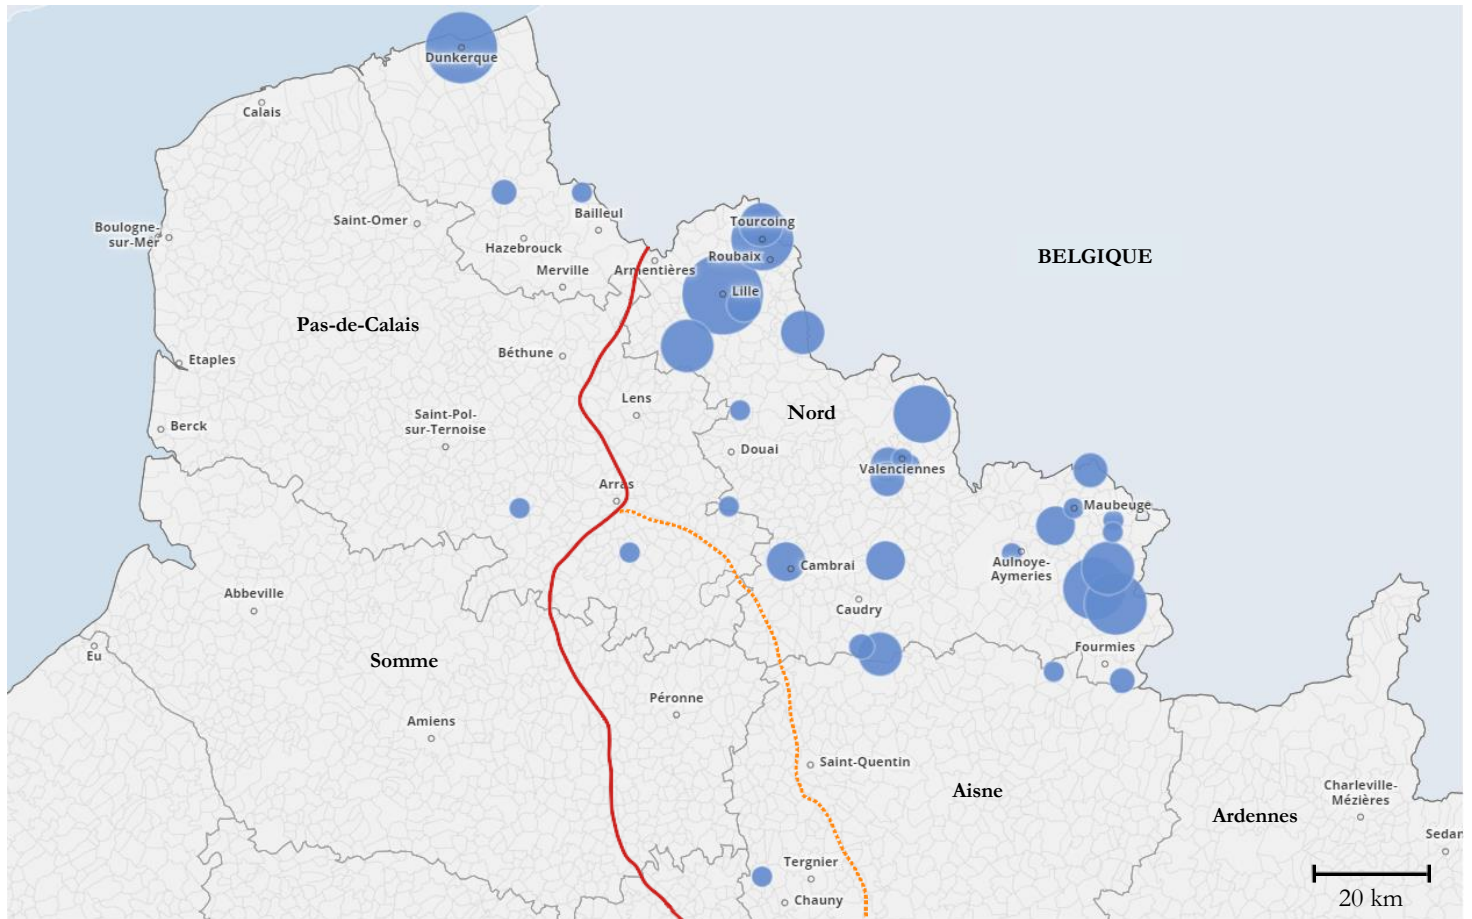 Dunkerque
Calais
Boulogne-
sur-Mer
Saint-Omer
Bailleul
Hazebrouck
Merville
Armentières
Tourcoing
Roubaix
Lille
BELGIQUE
Pas-de-Calais
Etaples
Béthune
Berck
Saint-Pol-
sur-Ternoise
Lens
Nord
Douai
Valenciennes
Arras
Maubeuge
Cambrai
Aulnoye-
Aymeries
Abbeville
Caudry
Eu
Somme
Fourmies
Péronne
Amiens
Saint-Quentin
Aisne
Charleville-
Mézières
Ardennes
Sedan
Tergnier
Chauny
20 km